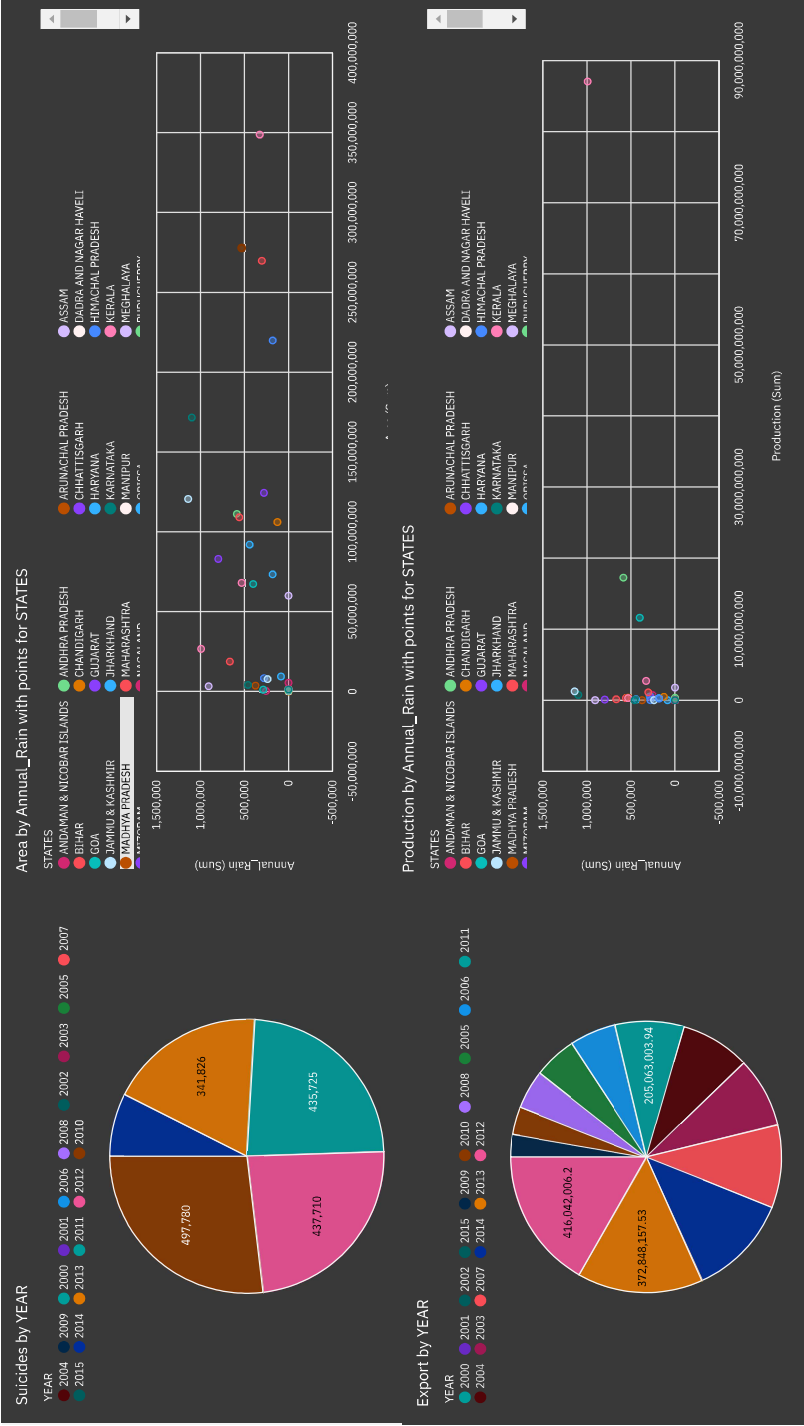 Suicides by YEAR
YEAR
2004 2009 2000 2001 2006 2008 2002 2003 2005 2007
2015 2014 2013 2011 2012 2010
341,826
497,780
435,725
437,710
Area by Annual_Rain with points for STATES
STATES
ANDAMAN & NICOBAR ISLANDS ANDHRA PRADESH ARUNACHAL PRADESH ASSAM
BIHAR CHANDIGARH CHHATTISGARH DADRA AND NAGAR HAVELI
GOA GUJARAT HARYANA HIMACHAL PRADESH
JAMMU & KASHMIR JHARKHAND KARNATAKA KERALA
MADHYA PRADESH MAHARASHTRA MANIPUR MEGHALAYA
1,500,000
1,000,000
500,000
0
-500,000
Annual_Rain (Sum)
-50,000,000 0 50,000,000 100,000,000 150,000,000 200,000,000 250,000,000 300,000,000 350,000,000 400,000,000
Export by YEAR
YEAR
2000 2001 2002 2015 2009 2010 2008 2005 2006 2011
2004 2003 2007 2014 2013 2012
416,042,006.2
205,063,003.94
372,848,157.53
Production by Annual_Rain with points for STATES
STATES
ANDAMAN & NICOBAR ISLANDS ANDHRA PRADESH ARUNACHAL PRADESH ASSAM
BIHAR CHANDIGARH CHHATTISGARH DADRA AND NAGAR HAVELI
GOA GUJARAT HARYANA HIMACHAL PRADESH
JAMMU & KASHMIR JHARKHAND KARNATAKA KERALA
MADHYA PRADESH MAHARASHTRA MANIPUR MEGHALAYA
1,500,000
1,000,000
500,000
0
-500,000
Annual_Rain (Sum)
-10,000,000,000 0 10,000,000,000 30,000,000,000 50,000,000,000 70,000,000,000 90,000,000,000
Production (Sum)